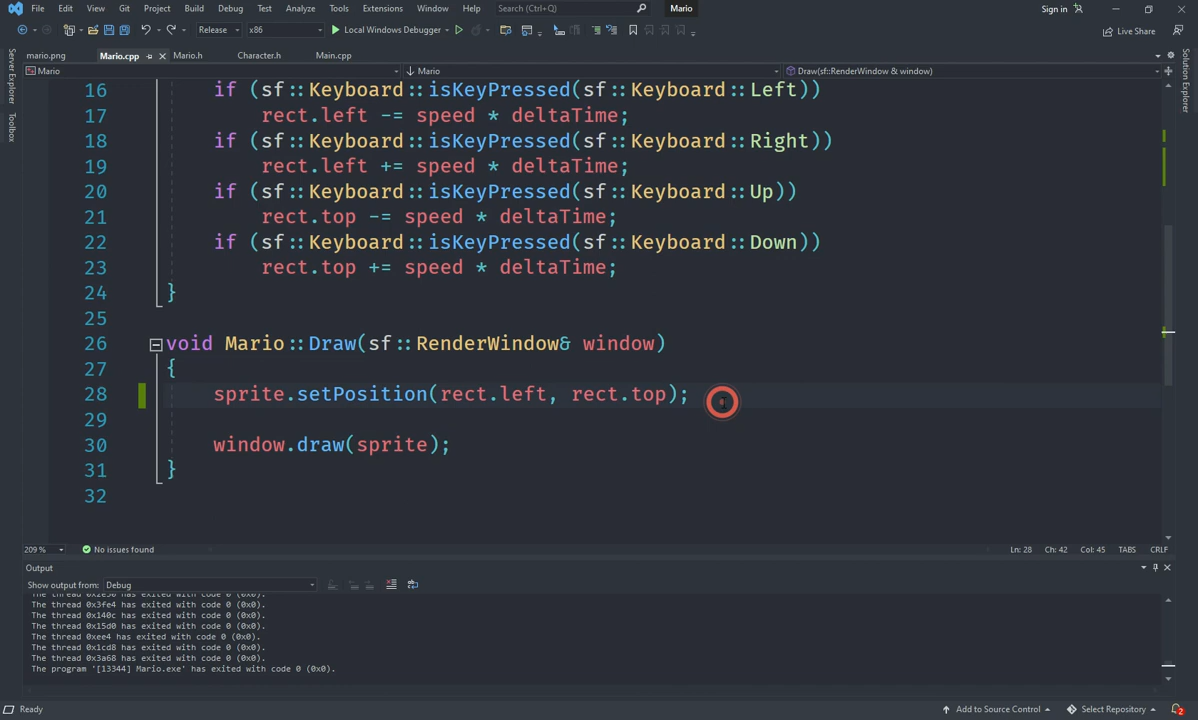 File Edit View Git Project Build Debug Test Analyze Tools Extensions Window Help Search (Ctrl+Q) Mario Sign in
Release x86 Local Windows Debugger Live Share
mario.png Mario.cpp Mario.h Character.h Main.cpp
Mario Mario Draw(sf::RenderWindow & window)
Server Explorer
Toolbox
Solution Explorer
16 if (sf::Keyboard::isKeyPressed(sf::Keyboard::Left))
17 rect.left -= speed * deltaTime;
18 if (sf::Keyboard::isKeyPressed(sf::Keyboard::Right))
19 rect.left += speed * deltaTime;
20 if (sf::Keyboard::isKeyPressed(sf::Keyboard::Up))
21 rect.top -= speed * deltaTime;
22 if (sf::Keyboard::isKeyPressed(sf::Keyboard::Down))
23 rect.top += speed * deltaTime;
24 }
25
26 void Mario::Draw(sf::RenderWindow& window)
27 {
28 sprite.setPosition(rect.left, rect.top);
29
30 window.draw(sprite);
31 }
32
209 % No issues found Ln: 28 Ch: 42 Col: 45 TABS CRLF
Output
Show output from: Debug
The thread 0x2e50 has exited with code 0 (0x0).
The thread 0x3fe4 has exited with code 0 (0x0).
The thread 0x140c has exited with code 0 (0x0).
The thread 0x15d0 has exited with code 0 (0x0).
The thread 0xee4 has exited with code 0 (0x0).
The thread 0x1cd8 has exited with code 0 (0x0).
The thread 0x3a68 has exited with code 0 (0x0).
The program '[13344] Mario.exe' has exited with code 0 (0x0).
Ready Add to Source Control Select Repository 2